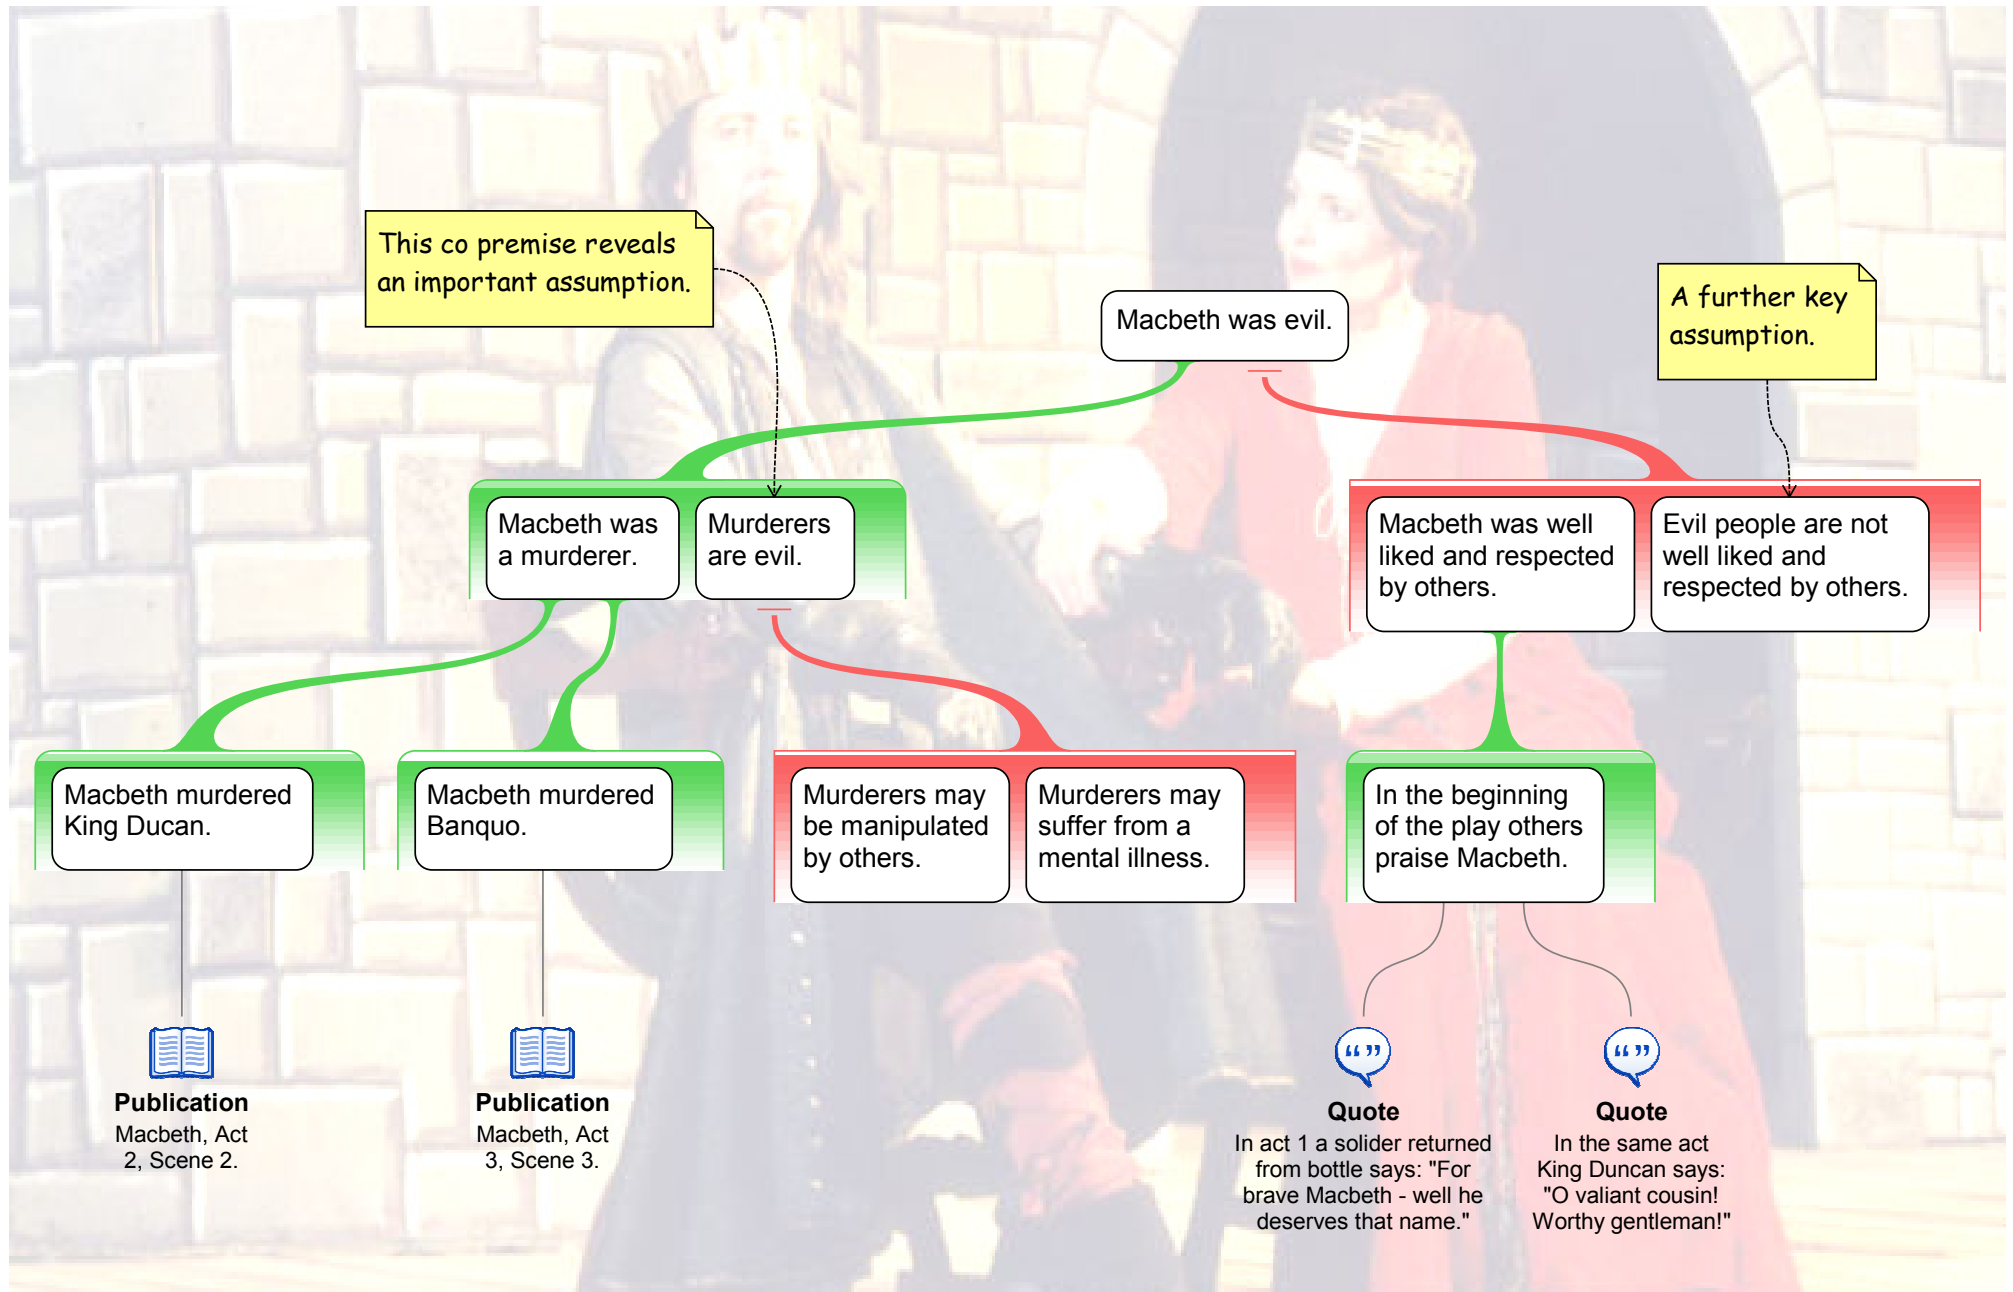 This co premise reveals
an important assumption.
Macbeth was evil.
A further key
assumption.
Macbeth was
a murderer.
Murderers
are evil.
Macbeth was well
liked and respected
by others.
Evil people are not
well liked and
respected by others.
Macbeth murdered
King Ducan.
Macbeth murdered
Banquo.
Murderers may
be manipulated
by others.
Murderers may
suffer from a
mental illness.
In the beginning
of the play others
praise Macbeth.
Publication
Macbeth, Act
2, Scene 2.
Publication
Macbeth, Act
3, Scene 3.
Quote
In act 1 a solider returned
from bottle says: "For
brave Macbeth - well he
deserves that name."
Quote
In the same act
King Duncan says:
"O valiant cousin!
Worthy gentleman!"